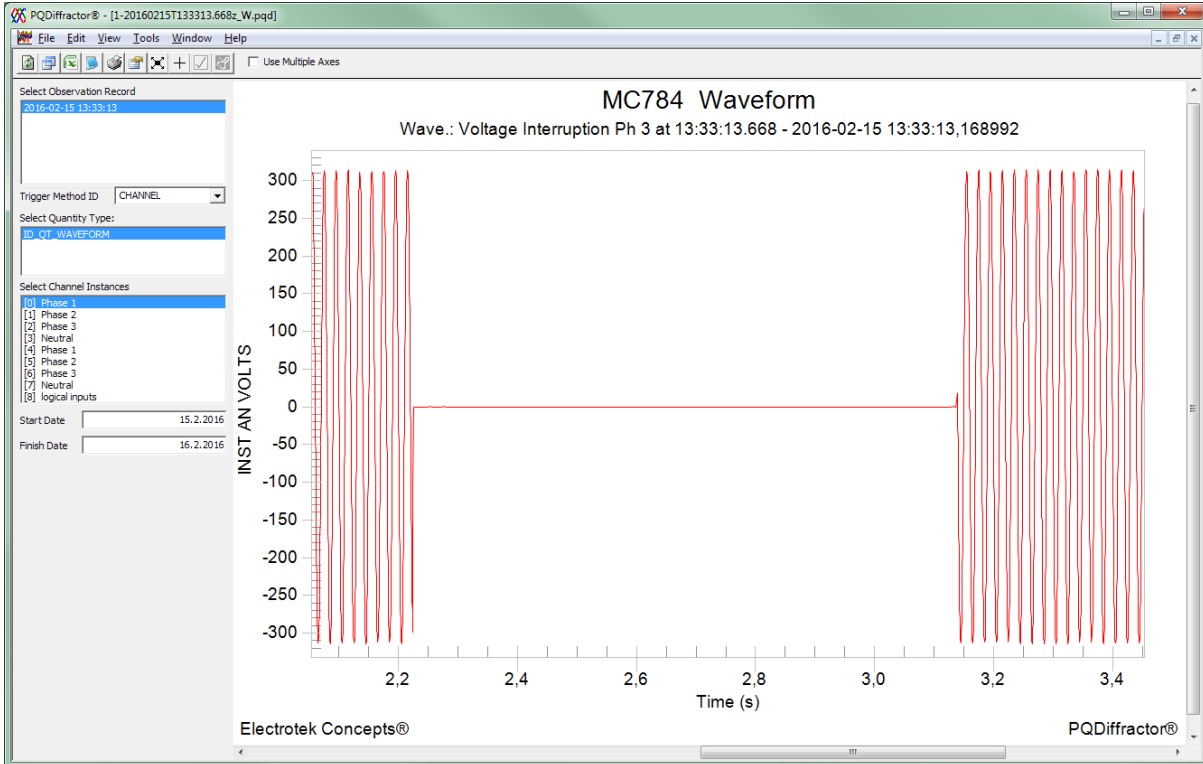 PQDiffractor® - [1-20160215T133313.668z_W.pqd]
File Edit View Tools Window Help
Use Multiple Axes
Select Observation Record
2016-02-15 13:33:13
Trigger Method ID CHANNEL
Select Quantity Type:
ID_QT_WAVEFORM
Select Channel Instances
[0] Phase 1
[1] Phase 2
[2] Phase 3
[3] Neutral
[4] Phase 1
[5] Phase 2
[6] Phase 3
[7] Neutral
[8] logical inputs
Start Date 15.2.2016
Finish Date 16.2.2016
MC784 Waveform
Wave.: Voltage Interruption Ph 3 at 13:33:13.668 - 2016-02-15 13:33:13,168992
INST AN VOLTS
300
250
200
150
100
50
0
-50
-100
-150
-200
-250
-300
2,2 2,4 2,6 2,8 3,0 3,2 3,4
Time (s)
Electrotek Concepts® PQDiffractor®